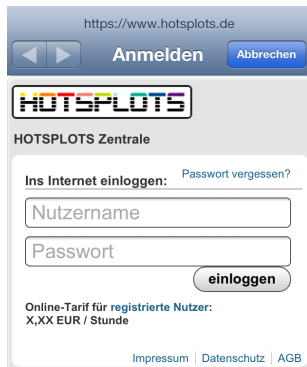 https://www.hotsplots.de
Anmelden
Abbrechen
HOTSPLOTS
HOTSPLOTS Zentrale
Ins Internet einloggen:
Passwort vergessen?
Nutzername
Passwort
einloggen
Online-Tarif für registrierte Nutzer:
X,XX EUR / Stunde
Impressum | Datenschutz | AGB